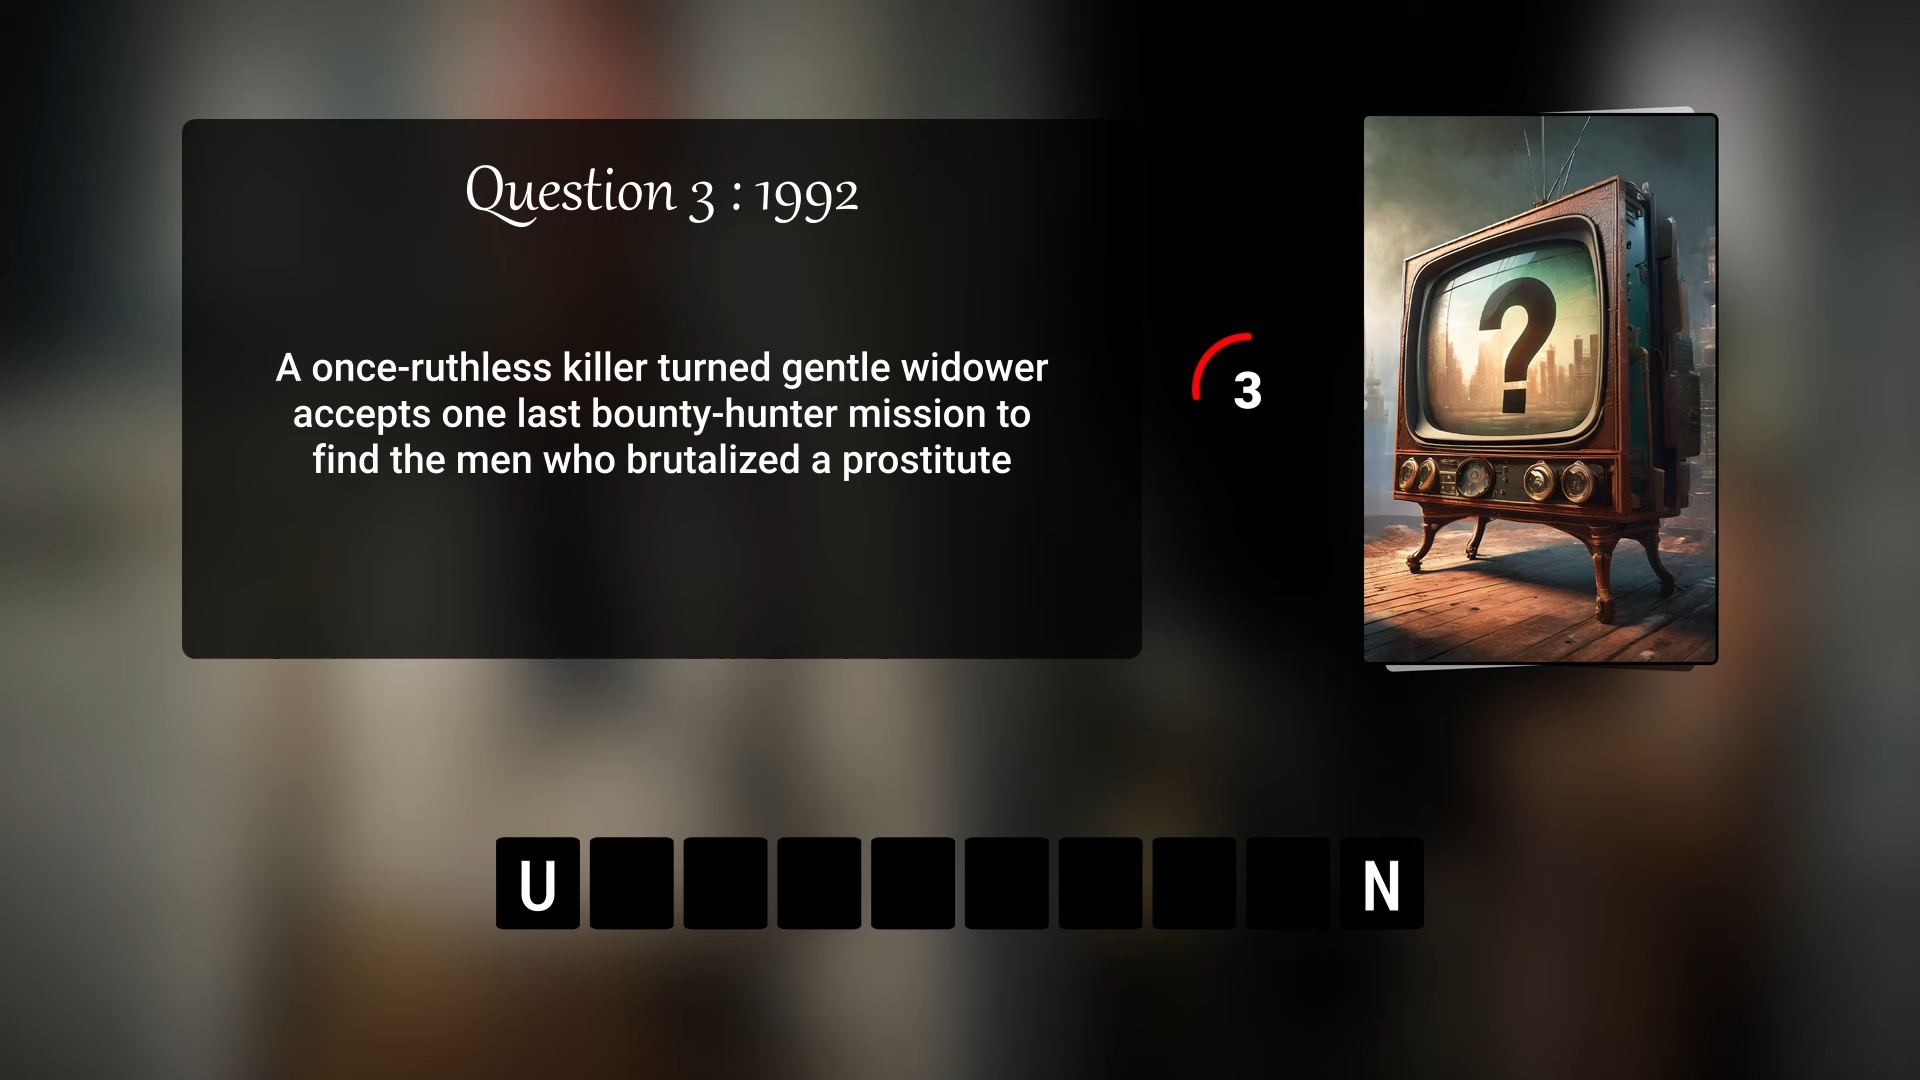 Question 3 : 1992
A once-ruthless killer turned gentle widower
accepts one last bounty-hunter mission to
find the men who brutalized a prostitute
3
?
U N